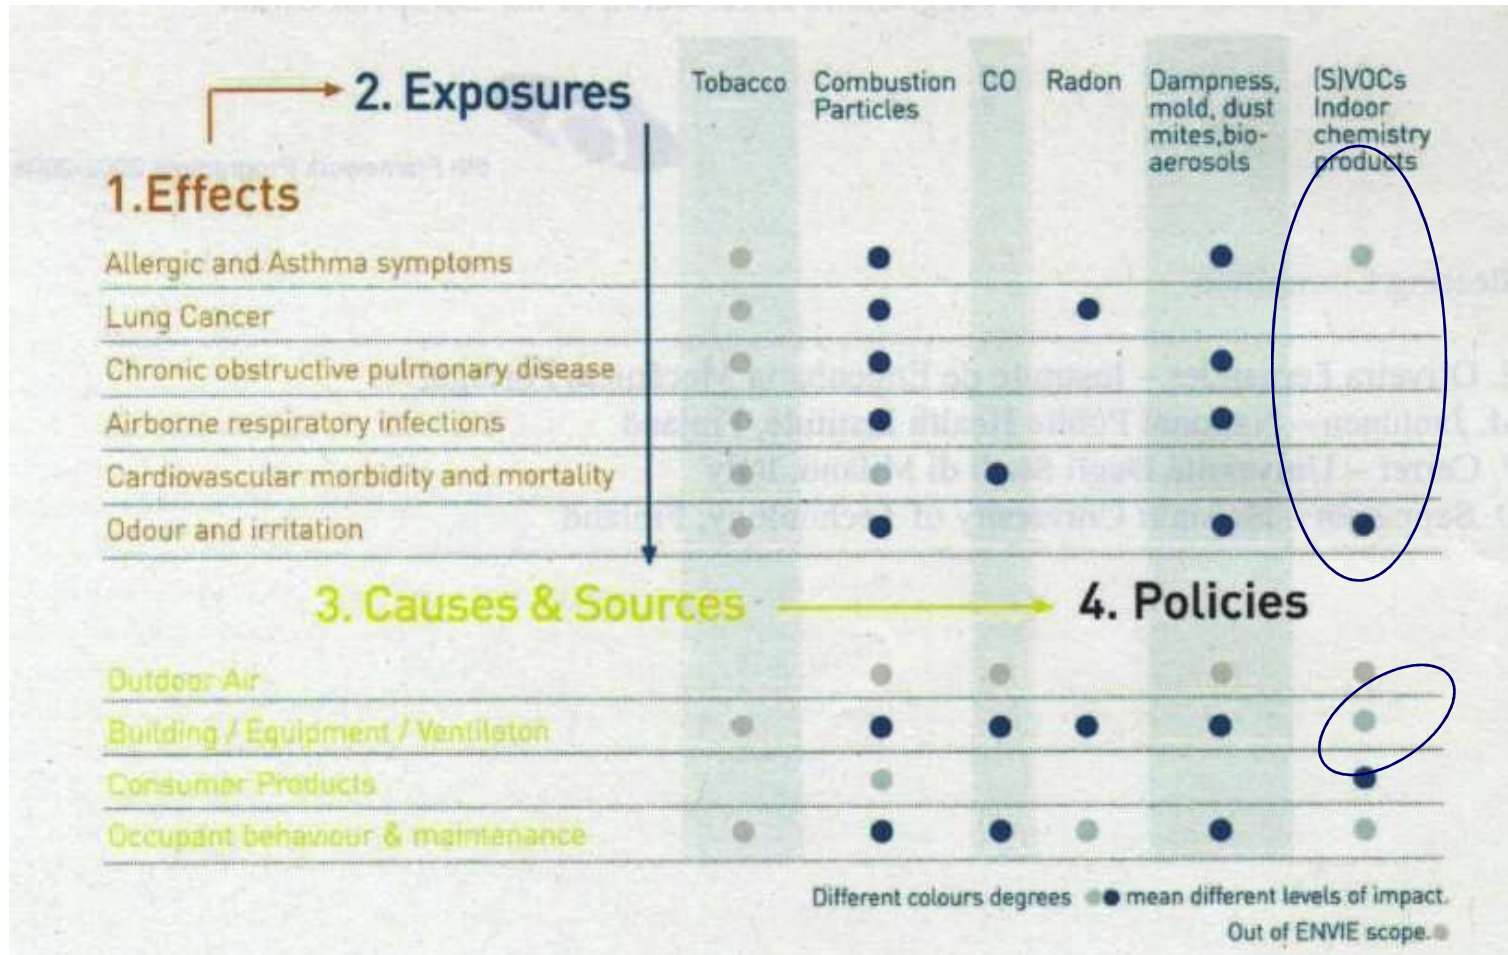 2. Exposures
Tobacco
Combustion
Particles
CO
Radon
Dampness,
mold, dust
mites,bio-
aerosols
(S)VOCs
Indoor
chemistry
products
1.Effects
Allergic and Asthma symptoms
Lung Cancer
Chronic obstructive pulmonary disease
Airborne respiratory infections
Cardiovascular morbidity and mortality
Odour and irritation
3. Causes & Sources
4. Policies
Outdoor Air
Building / Equipment / Ventilaton
Consumer Products
Occupant behaviour & maintenance
Different colours degrees mean different levels of impact.
Out of ENVIE scope.